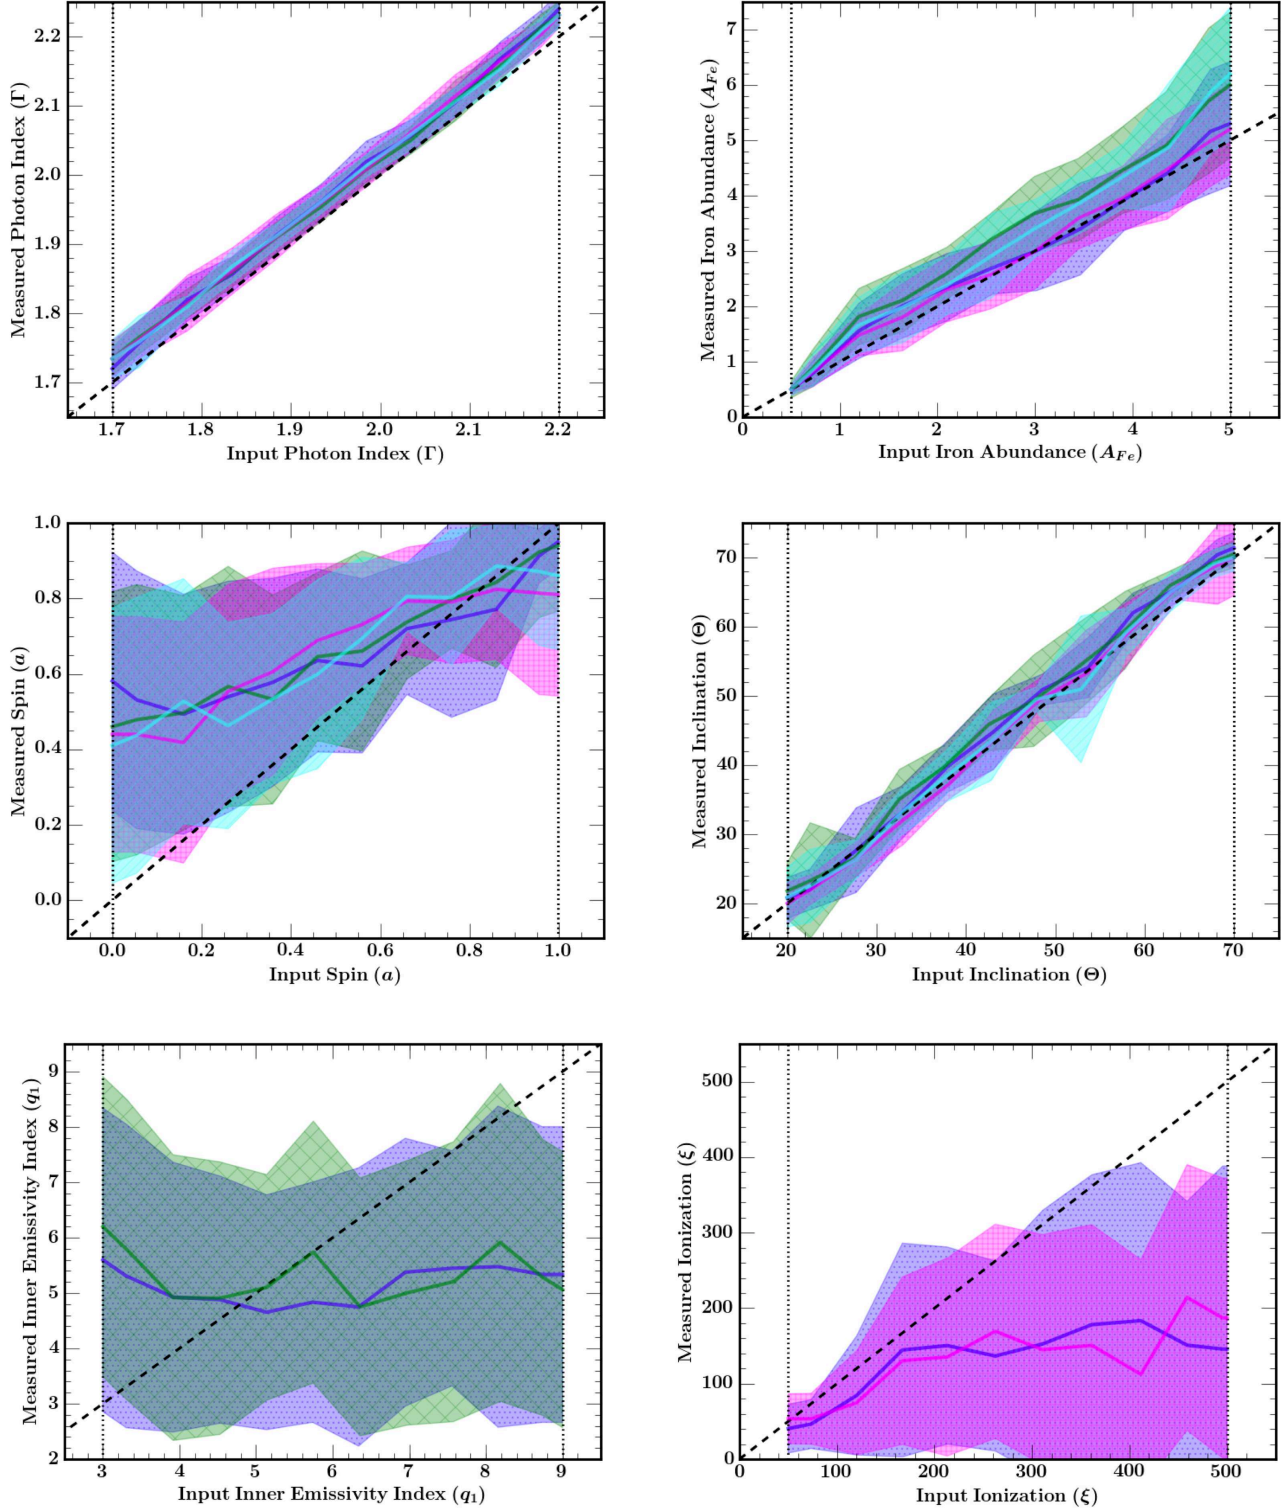 2.2
2.1
2.0
1.9
1.8
1.7
Measured Photon Index (Γ)
1.7 1.8 1.9 2.0 2.1 2.2
Input Photon Index (Γ)
7
6
5
4
3
2
1
0
Measured Iron Abundance (A_Fe)
0 1 2 3 4 5
Input Iron Abundance (A_Fe)
1.0
0.8
0.6
0.4
0.2
0.0
Measured Spin (a)
0.0 0.2 0.4 0.6 0.8 1.0
Input Spin (a)
70
60
50
40
30
20
Measured Inclination (Θ)
20 30 40 50 60 70
Input Inclination (Θ)
9
8
7
6
5
4
3
2
Measured Inner Emissivity Index (q₁)
3 4 5 6 7 8 9
Input Inner Emissivity Index (q₁)
500
400
300
200
100
0
Measured Ionization (ξ)
0 100 200 300 400 500
Input Ionization (ξ)